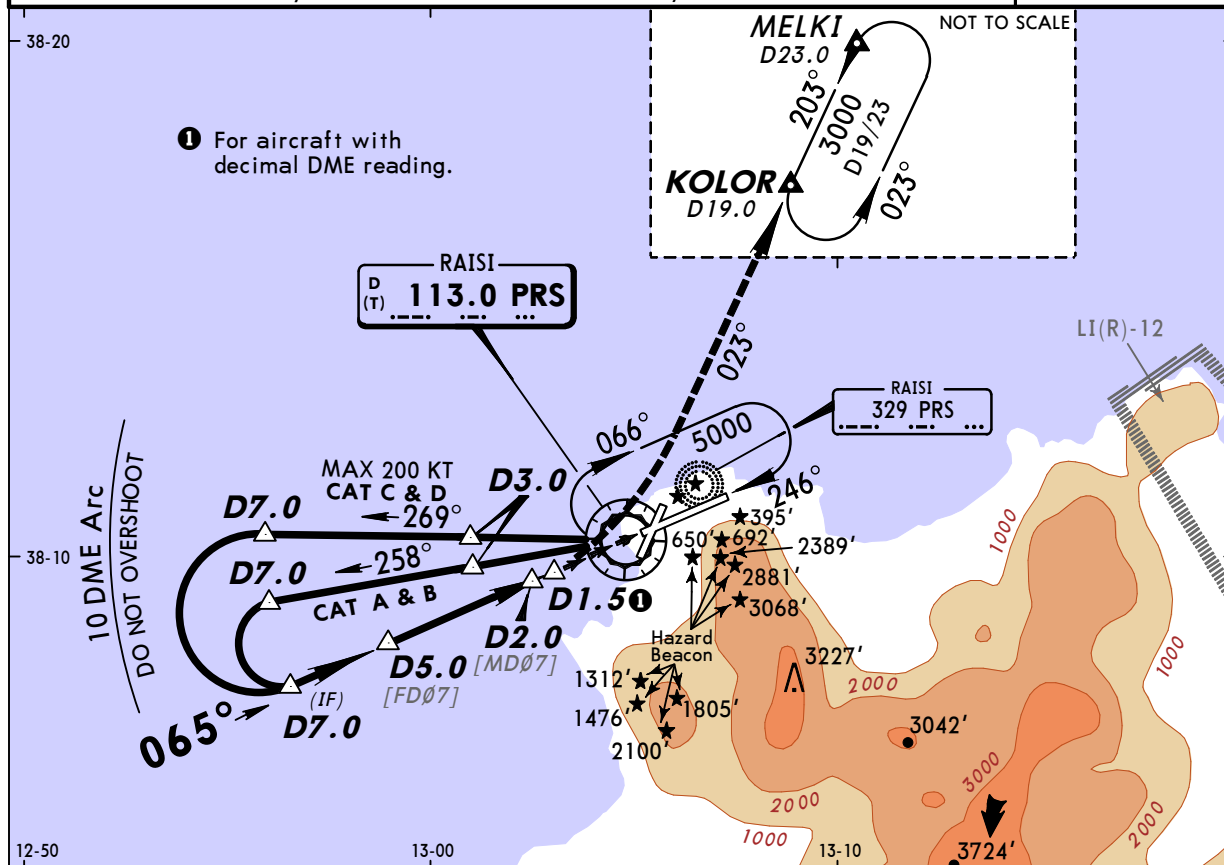 38-20
MELKI
D23.0
NOT TO SCALE
203°
3000
D19/23
023°
KOLOR
D19.0
❶ For aircraft with
decimal DME reading.
RAISI
D
(T)
113.0 PRS
023°
LI(R)-12
RAISI
329 PRS
066°
5000
246°
10 DME Arc
DO NOT OVERSHOOT
MAX 200 KT
CAT C & D
269°
D3.0
D7.0
1000
38-10
D7.0
258°
CAT A & B
395'
650'
692'
2389'
2881'
3068'
D1.5❶
D2.0
[MDØ7]
D5.0
[FDØ7]
Hazard
Beacon
(IF)
D7.0
065°
1312'
1476'
1805'
2100'
3227'
2000
3042'
1000
3000
2000
1000
2000
12-50
13-00
13-10
3724'